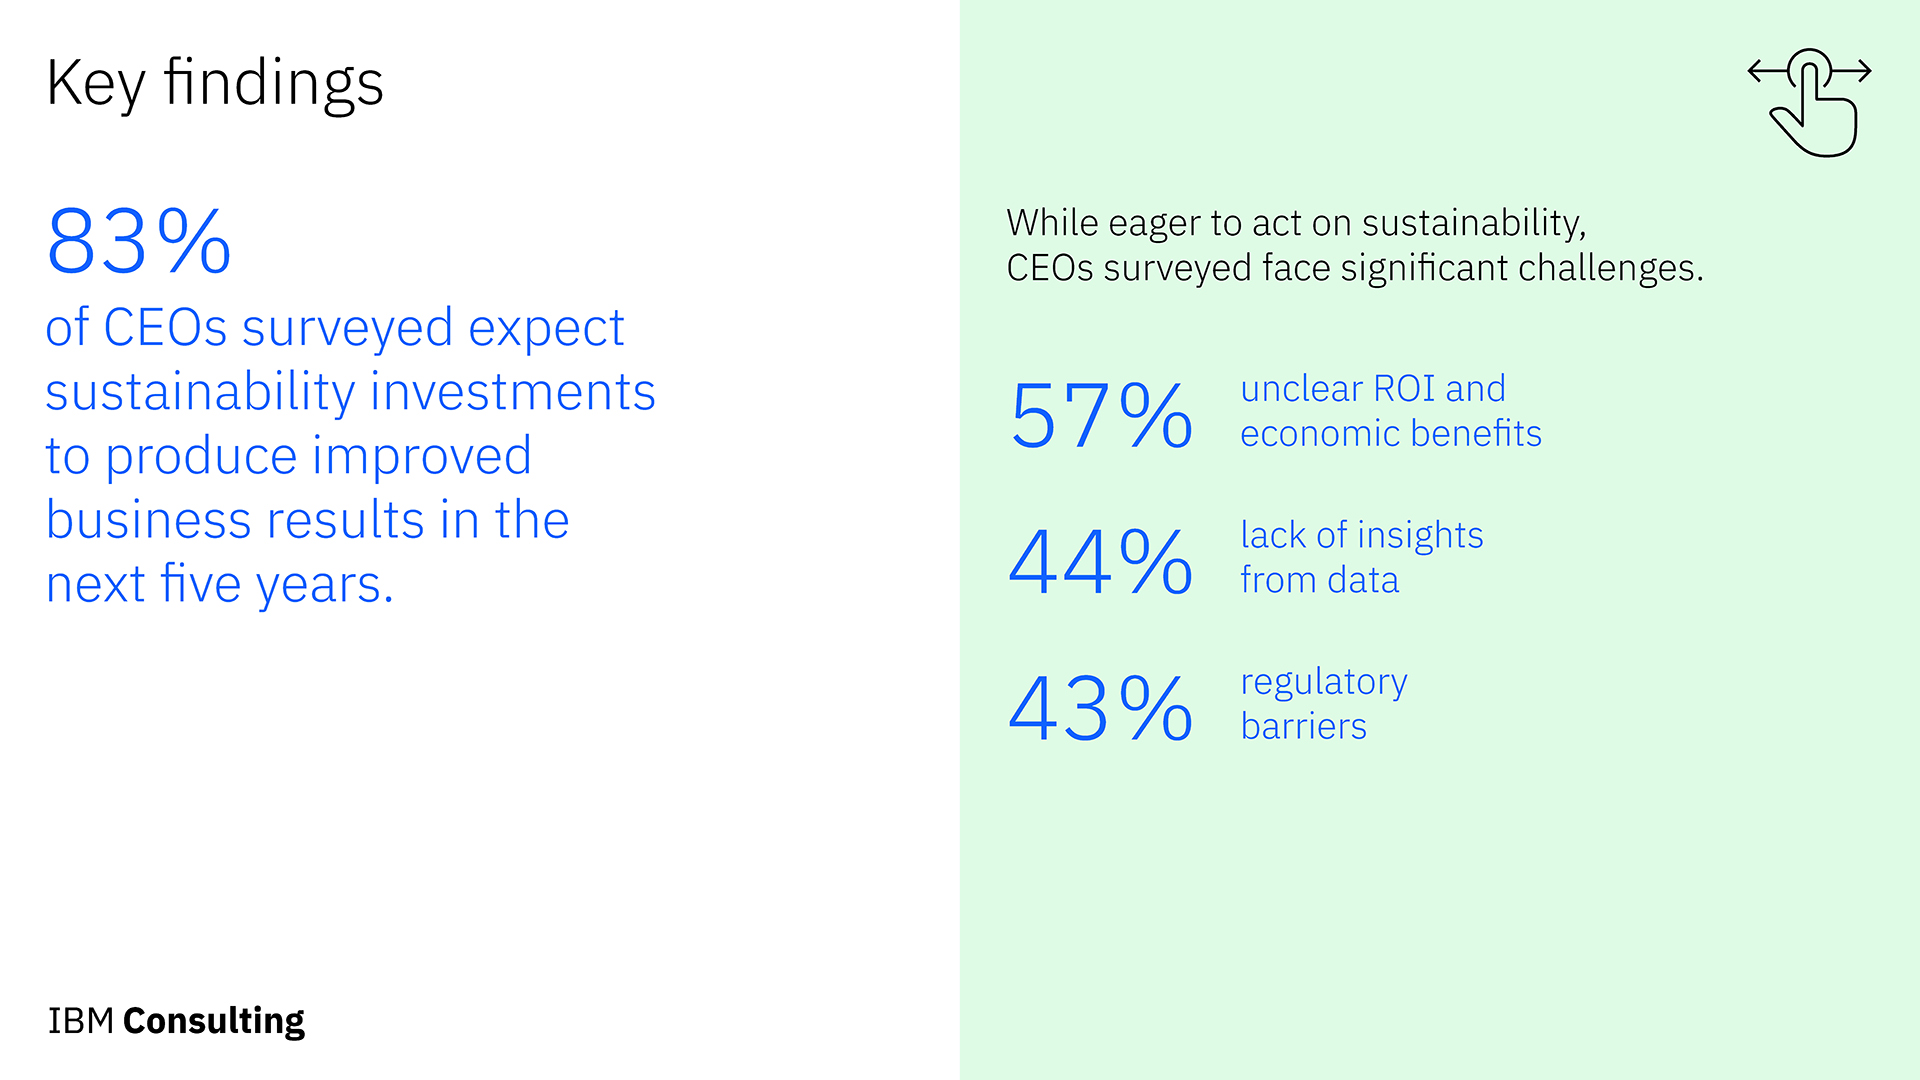 Key findings
83%
of CEOs surveyed expect
sustainability investments
to produce improved
business results in the
next five years.
IBM Consulting
While eager to act on sustainability,
CEOs surveyed face significant challenges.
57%
unclear ROI and
economic benefits
44%
lack of insights
from data
43%
regulatory
barriers